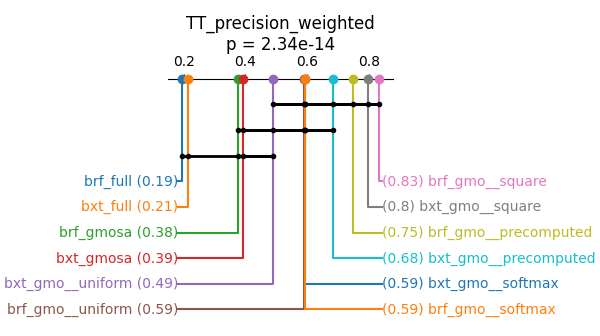 TT_precision_weighted
p = 2.34e-14
0.2 0.4 0.6 0.8
brf_full (0.19) (0.83) brf_gmo__square
bxt_full (0.21) (0.8) bxt_gmo__square
brf_gmosa (0.38) (0.75) brf_gmo__precomputed
bxt_gmosa (0.39) (0.68) bxt_gmo__precomputed
bxt_gmo__uniform (0.49) (0.59) bxt_gmo__softmax
brf_gmo__uniform (0.59) (0.59) brf_gmo__softmax